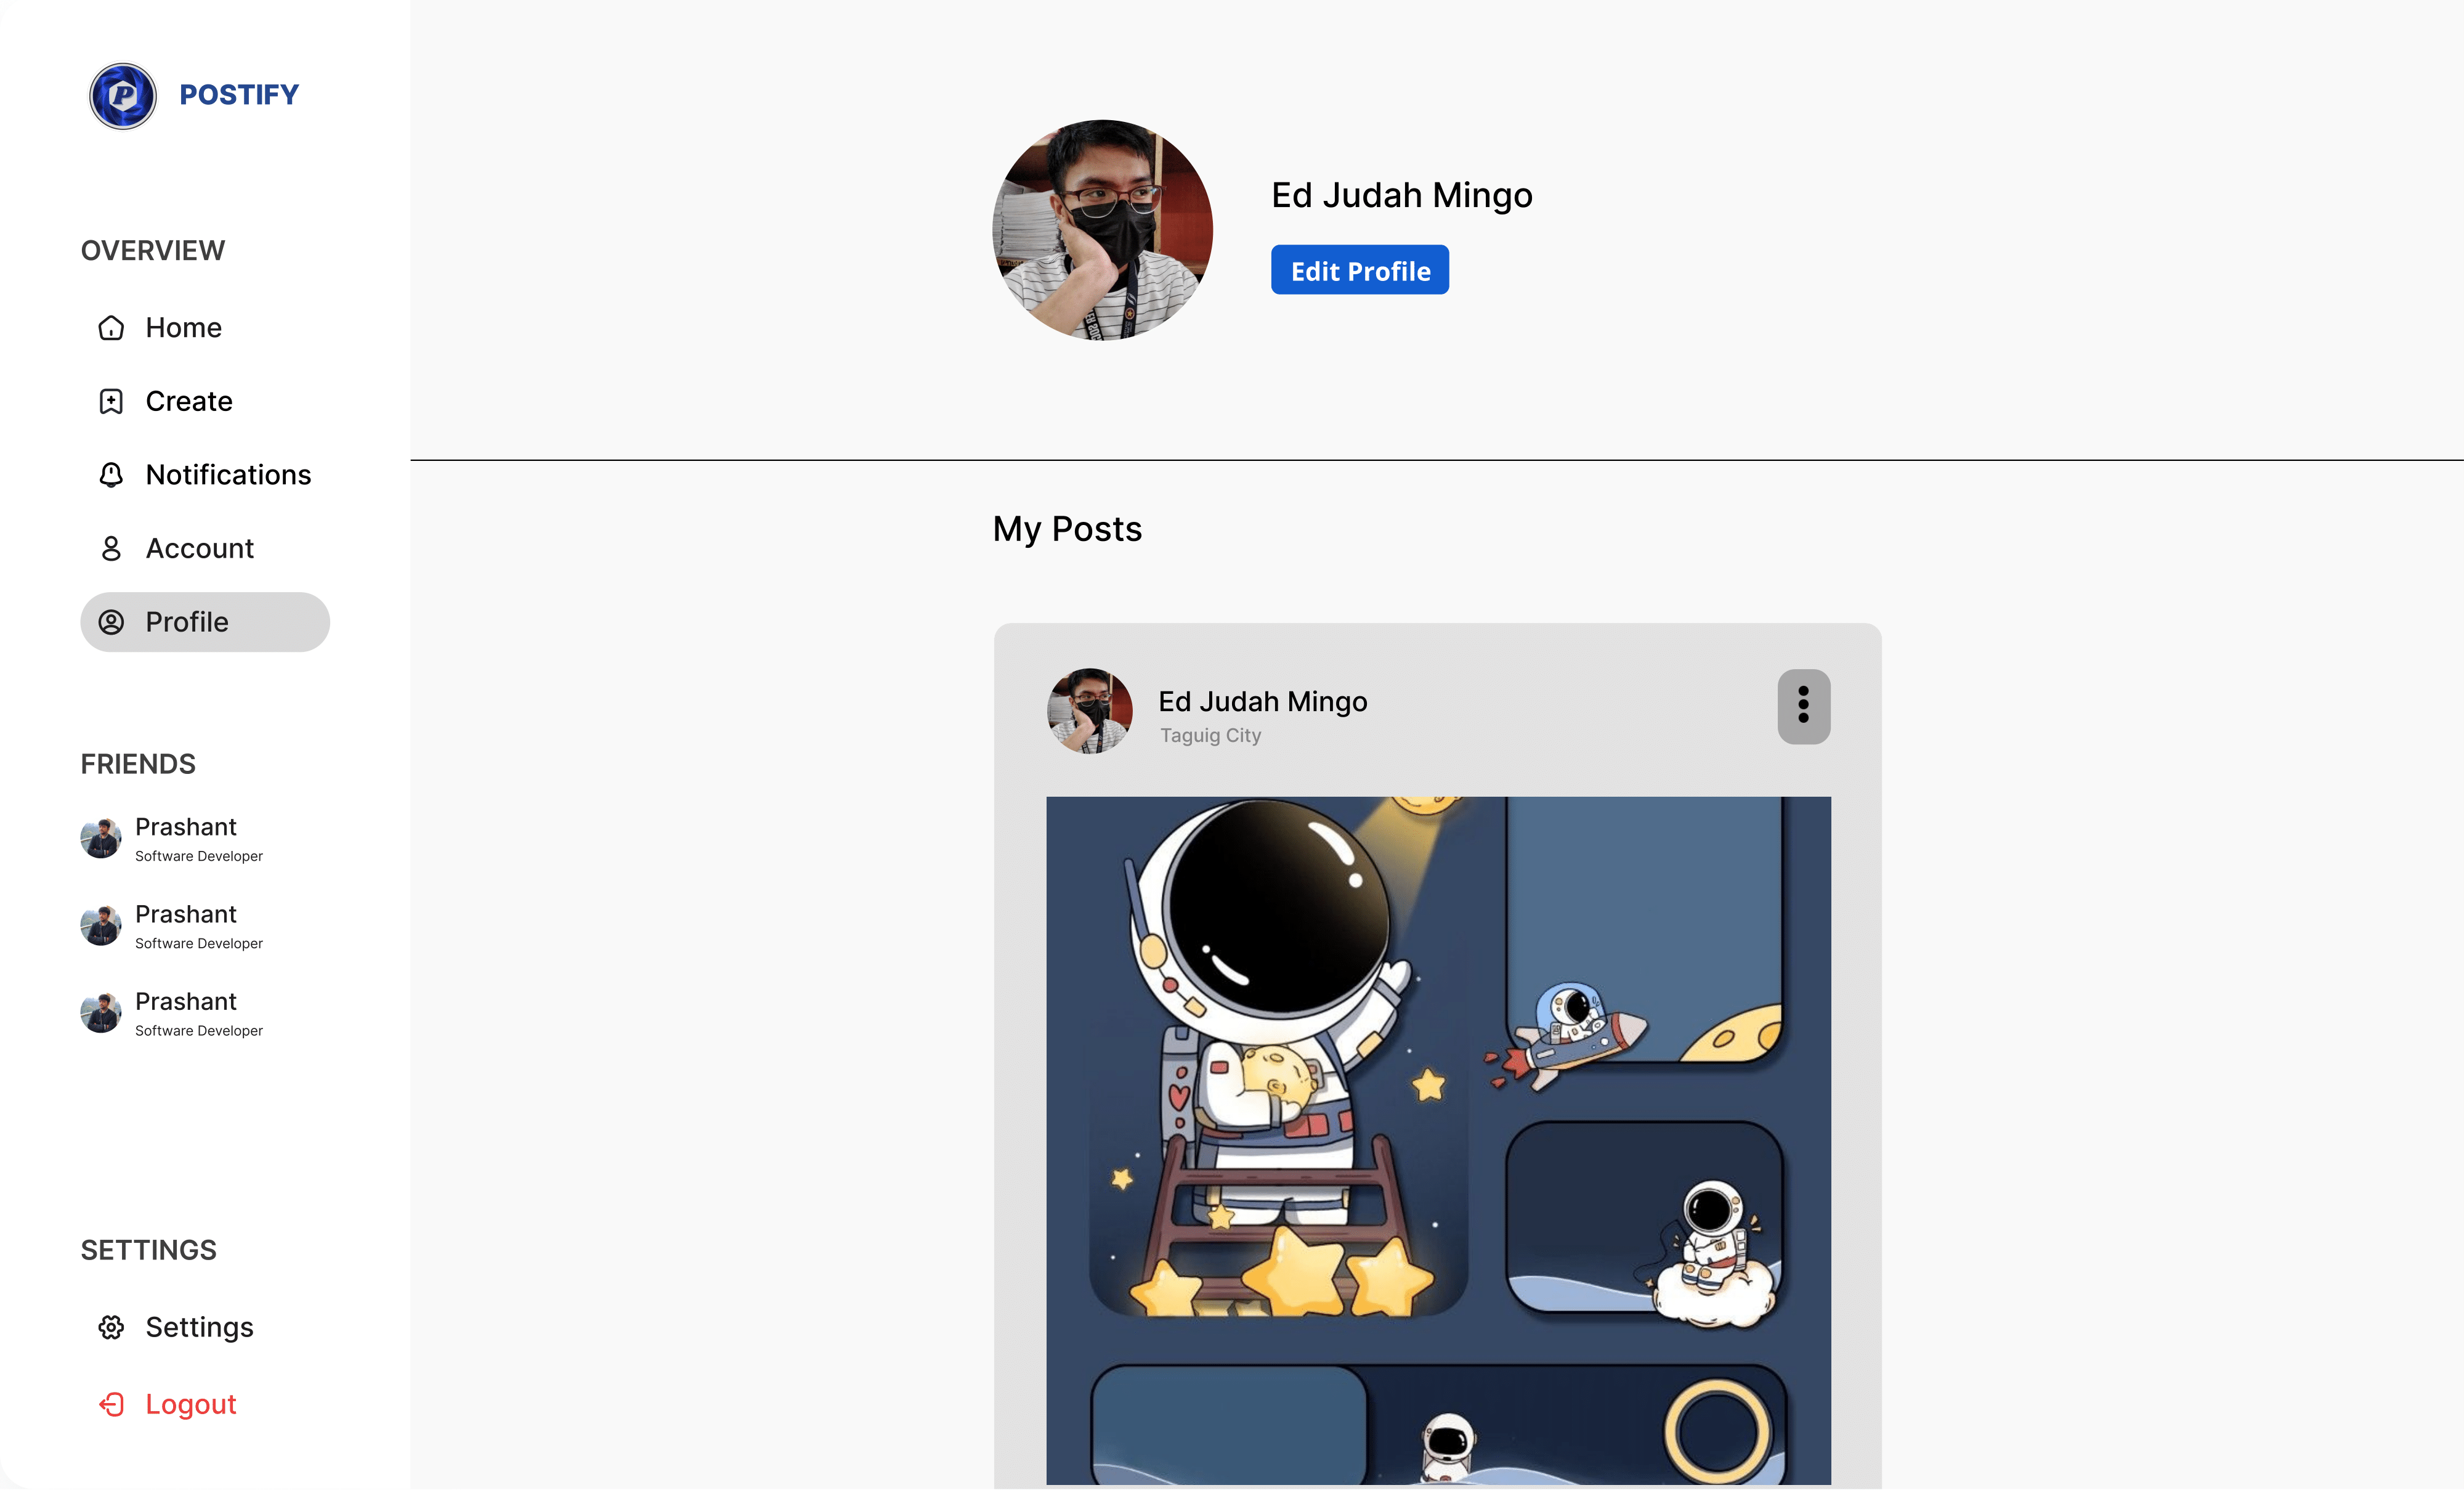 POSTIFY
OVERVIEW
Home
Create
Notifications
Account
Profile
FRIENDS
Prashant
Software Developer
Prashant
Software Developer
Prashant
Software Developer
SETTINGS
Settings
Logout
Ed Judah Mingo
Edit Profile
My Posts
Ed Judah Mingo
Taguig City